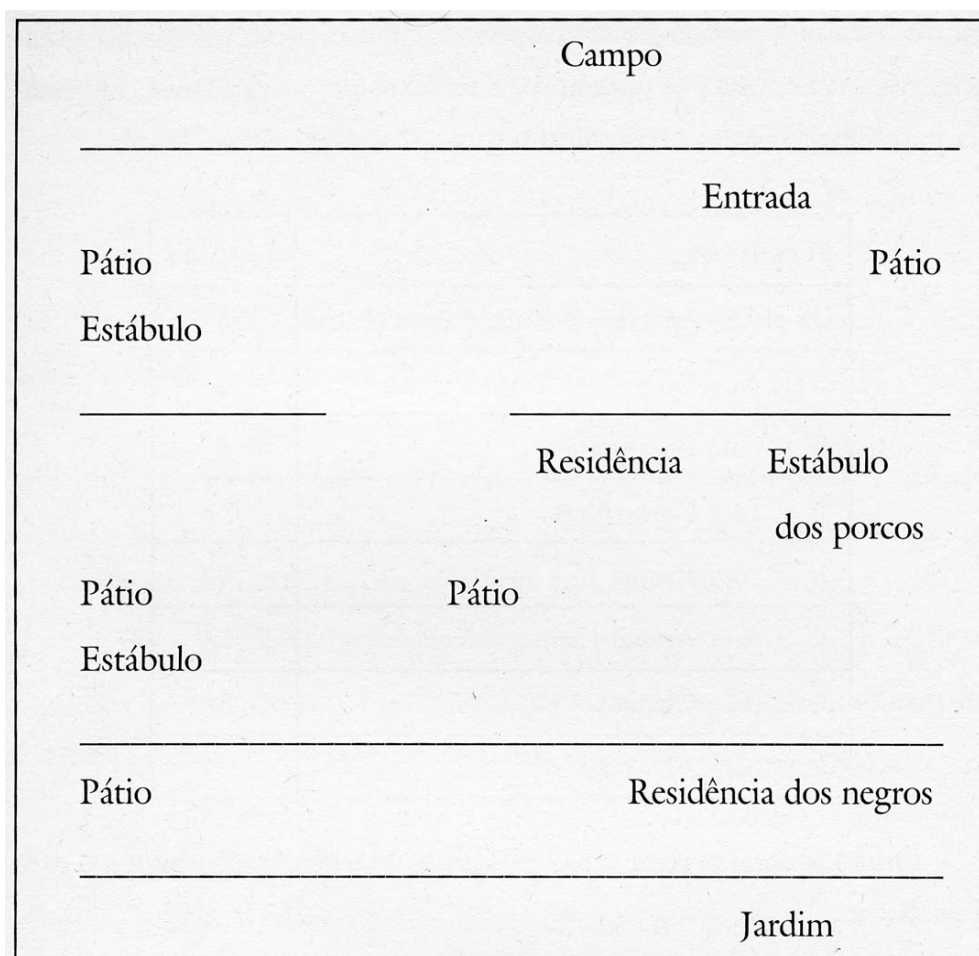 Campo
Entrada
Pátio Pátio
Estábulo
Residência Estábulo
dos porcos
Pátio Pátio
Estábulo
Pátio Residência dos negros
Jardim